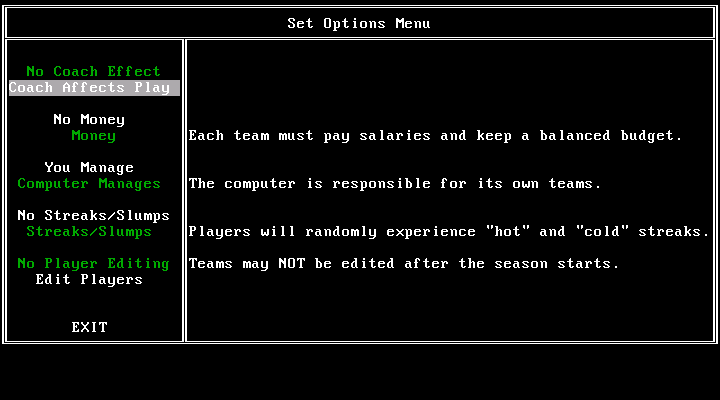 Set Options Menu
No Coach Effect
Coach Affects Play
No Money
Money Each team must pay salaries and keep a balanced budget.
You Manage
Computer Manages The computer is responsible for its own teams.
No Streaks/Slumps
Streaks/Slumps Players will randomly experience "hot" and "cold" streaks.
No Player Editing Teams may NOT be edited after the season starts.
Edit Players
EXIT